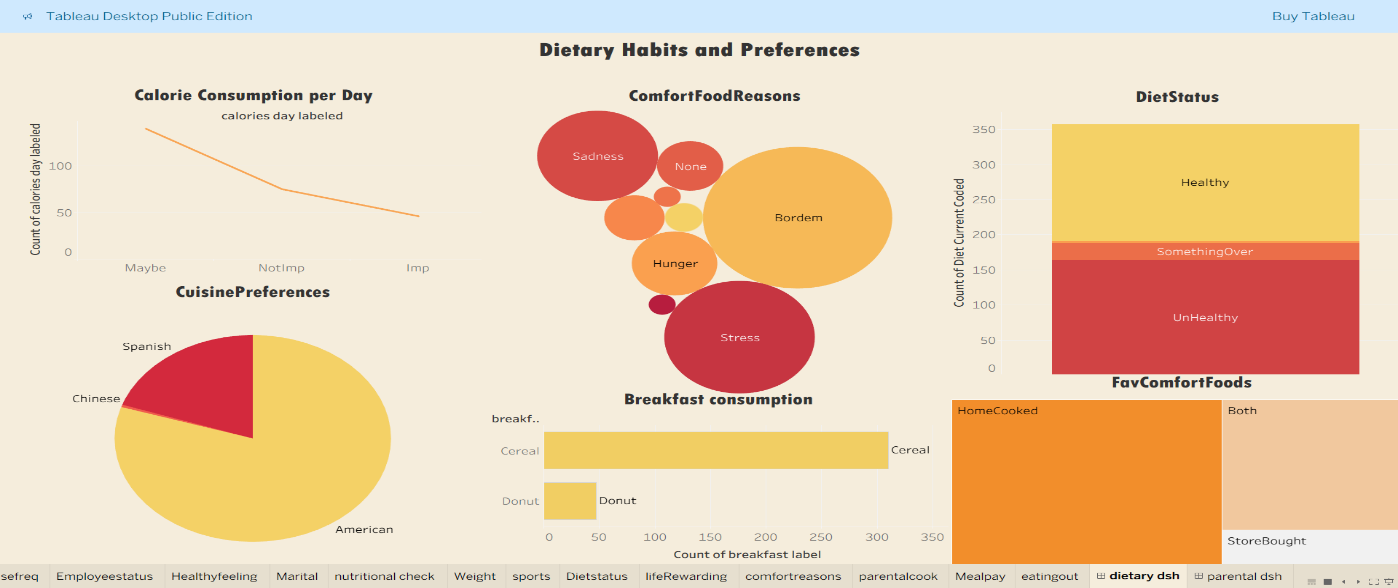 Tableau Desktop Public Edition
Buy Tableau
Dietary Habits and Preferences
Calorie Consumption per Day
calories day labeled
Count of calories day labeled
100
50
0
Maybe
NotImp
Imp
CuisinePreferences
Spanish
Chinese
American
ComfortFoodReasons
Sadness
None
Bordem
Hunger
Stress
Breakfast consumption
breakf..
Cereal
Cereal
Donut
Donut
0 50 100 150 200 250 300 350
Count of breakfast label
DietStatus
Count of Diet Current Coded
350
300
250
200
150
100
50
0
Healthy
SomethingOver
UnHealthy
FavComfortFoods
HomeCooked
Both
StoreBought
sefreq Employeestatus Healthyfeeling Marital nutritional check Weight sports Dietstatus lifeRewarding comfortreasons parentalcook Mealpay eatingout dietary dsh parental dsh